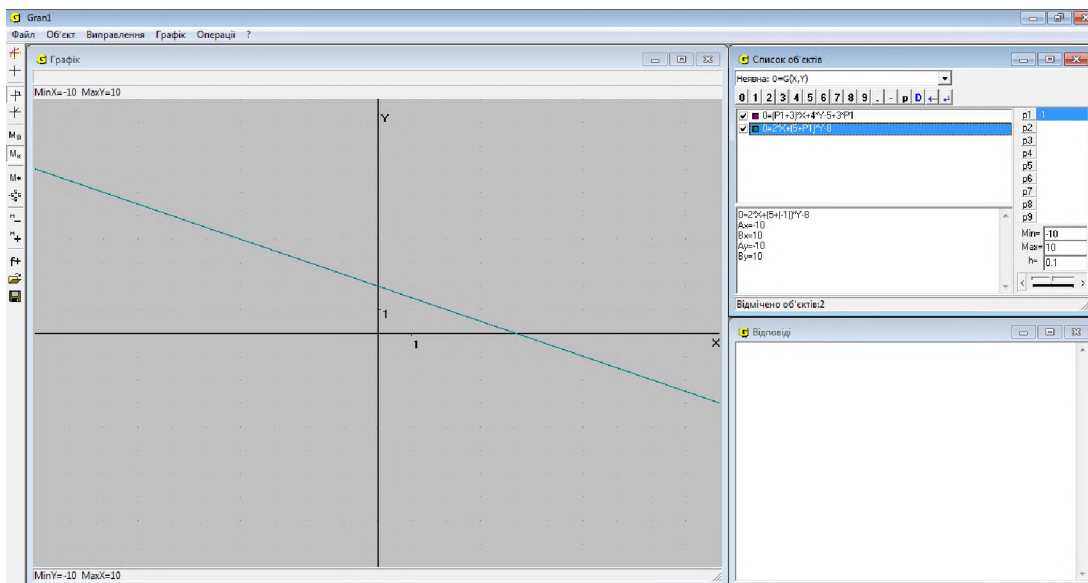 Gran1
Файл Об'єкт Виправлення Графік Операції ?
Графік
MinX=-10 MaxY=10
Y
1
1
X
MinY=-10 MaxX=10
Список об'єктів
Неявна: 0=G(X,Y)
0 1 2 3 4 5 6 7 8 9 . - p D ← ↵
0=(P1+3)*X+4*Y-5+3*P1
0=2*X+(5+P1)*Y-8
p1 -1
p2
p3
p4
p5
p6
p7
p8
p9
Min= -10
Max= 10
h= 0.1
0=2*X+(5+(-1))*Y-8
Ax=-10
Bx=10
Ay=-10
By=10
Відмічено об'єктів:2
Відповіді